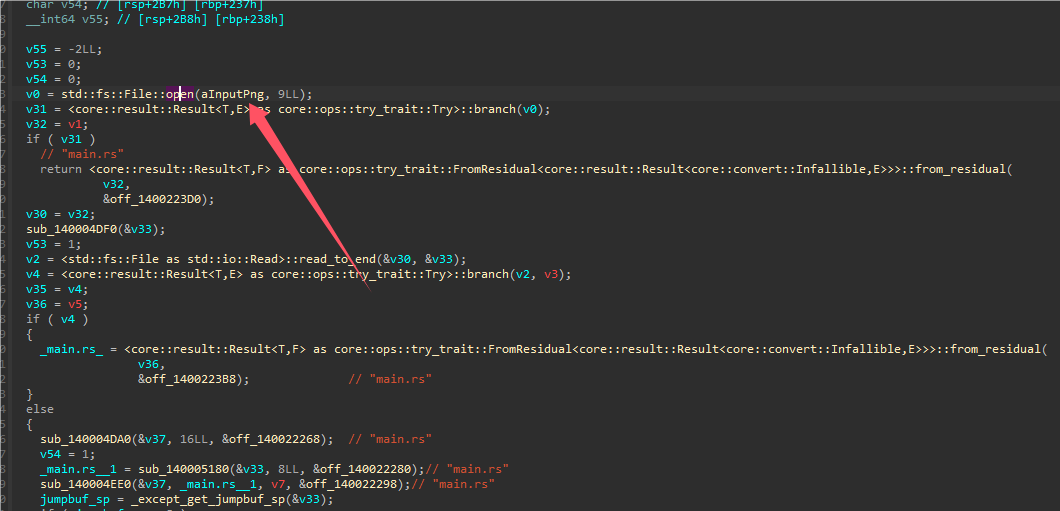 char v54; // [rsp+2B7h] [rbp+237h]
__int64 v55; // [rsp+2B8h] [rbp+238h]
v55 = -2LL;
v53 = 0;
v54 = 0;
v0 = std::fs::File::open(aInputPng, 9LL);
v31 = <core::result::Result<T,E> as core::ops::try_trait::Try>::branch(v0);
v32 = v1;
if ( v31 )
// "main.rs"
return <core::result::Result<T,F> as core::ops::try_trait::FromResidual<core::result::Result<core::convert::Infallible,E>>>::from_residual(
v32,
&off_1400223D0);
v30 = v32;
sub_140004DF0(&v33);
v53 = 1;
v2 = <std::fs::File as std::io::Read>::read_to_end(&v30, &v33);
v4 = <core::result::Result<T,E> as core::ops::try_trait::Try>::branch(v2, v3);
v35 = v4;
v36 = v5;
if ( v4 )
{
_main.rs_ = <core::result::Result<T,F> as core::ops::try_trait::FromResidual<core::result::Result<core::convert::Infallible,E>>>::from_residual(
v36,
&off_1400223B8); // "main.rs"
}
else
{
sub_140004DA0(&v37, 16LL, &off_140022268); // "main.rs"
v54 = 1;
_main.rs__1 = sub_140005180(&v33, 8LL, &off_140022280);// "main.rs"
sub_140004EE0(&v37, _main.rs__1, v7, &off_140022298);// "main.rs"
jumpbuf_sp = _except_get_jumpbuf_sp(&v33);